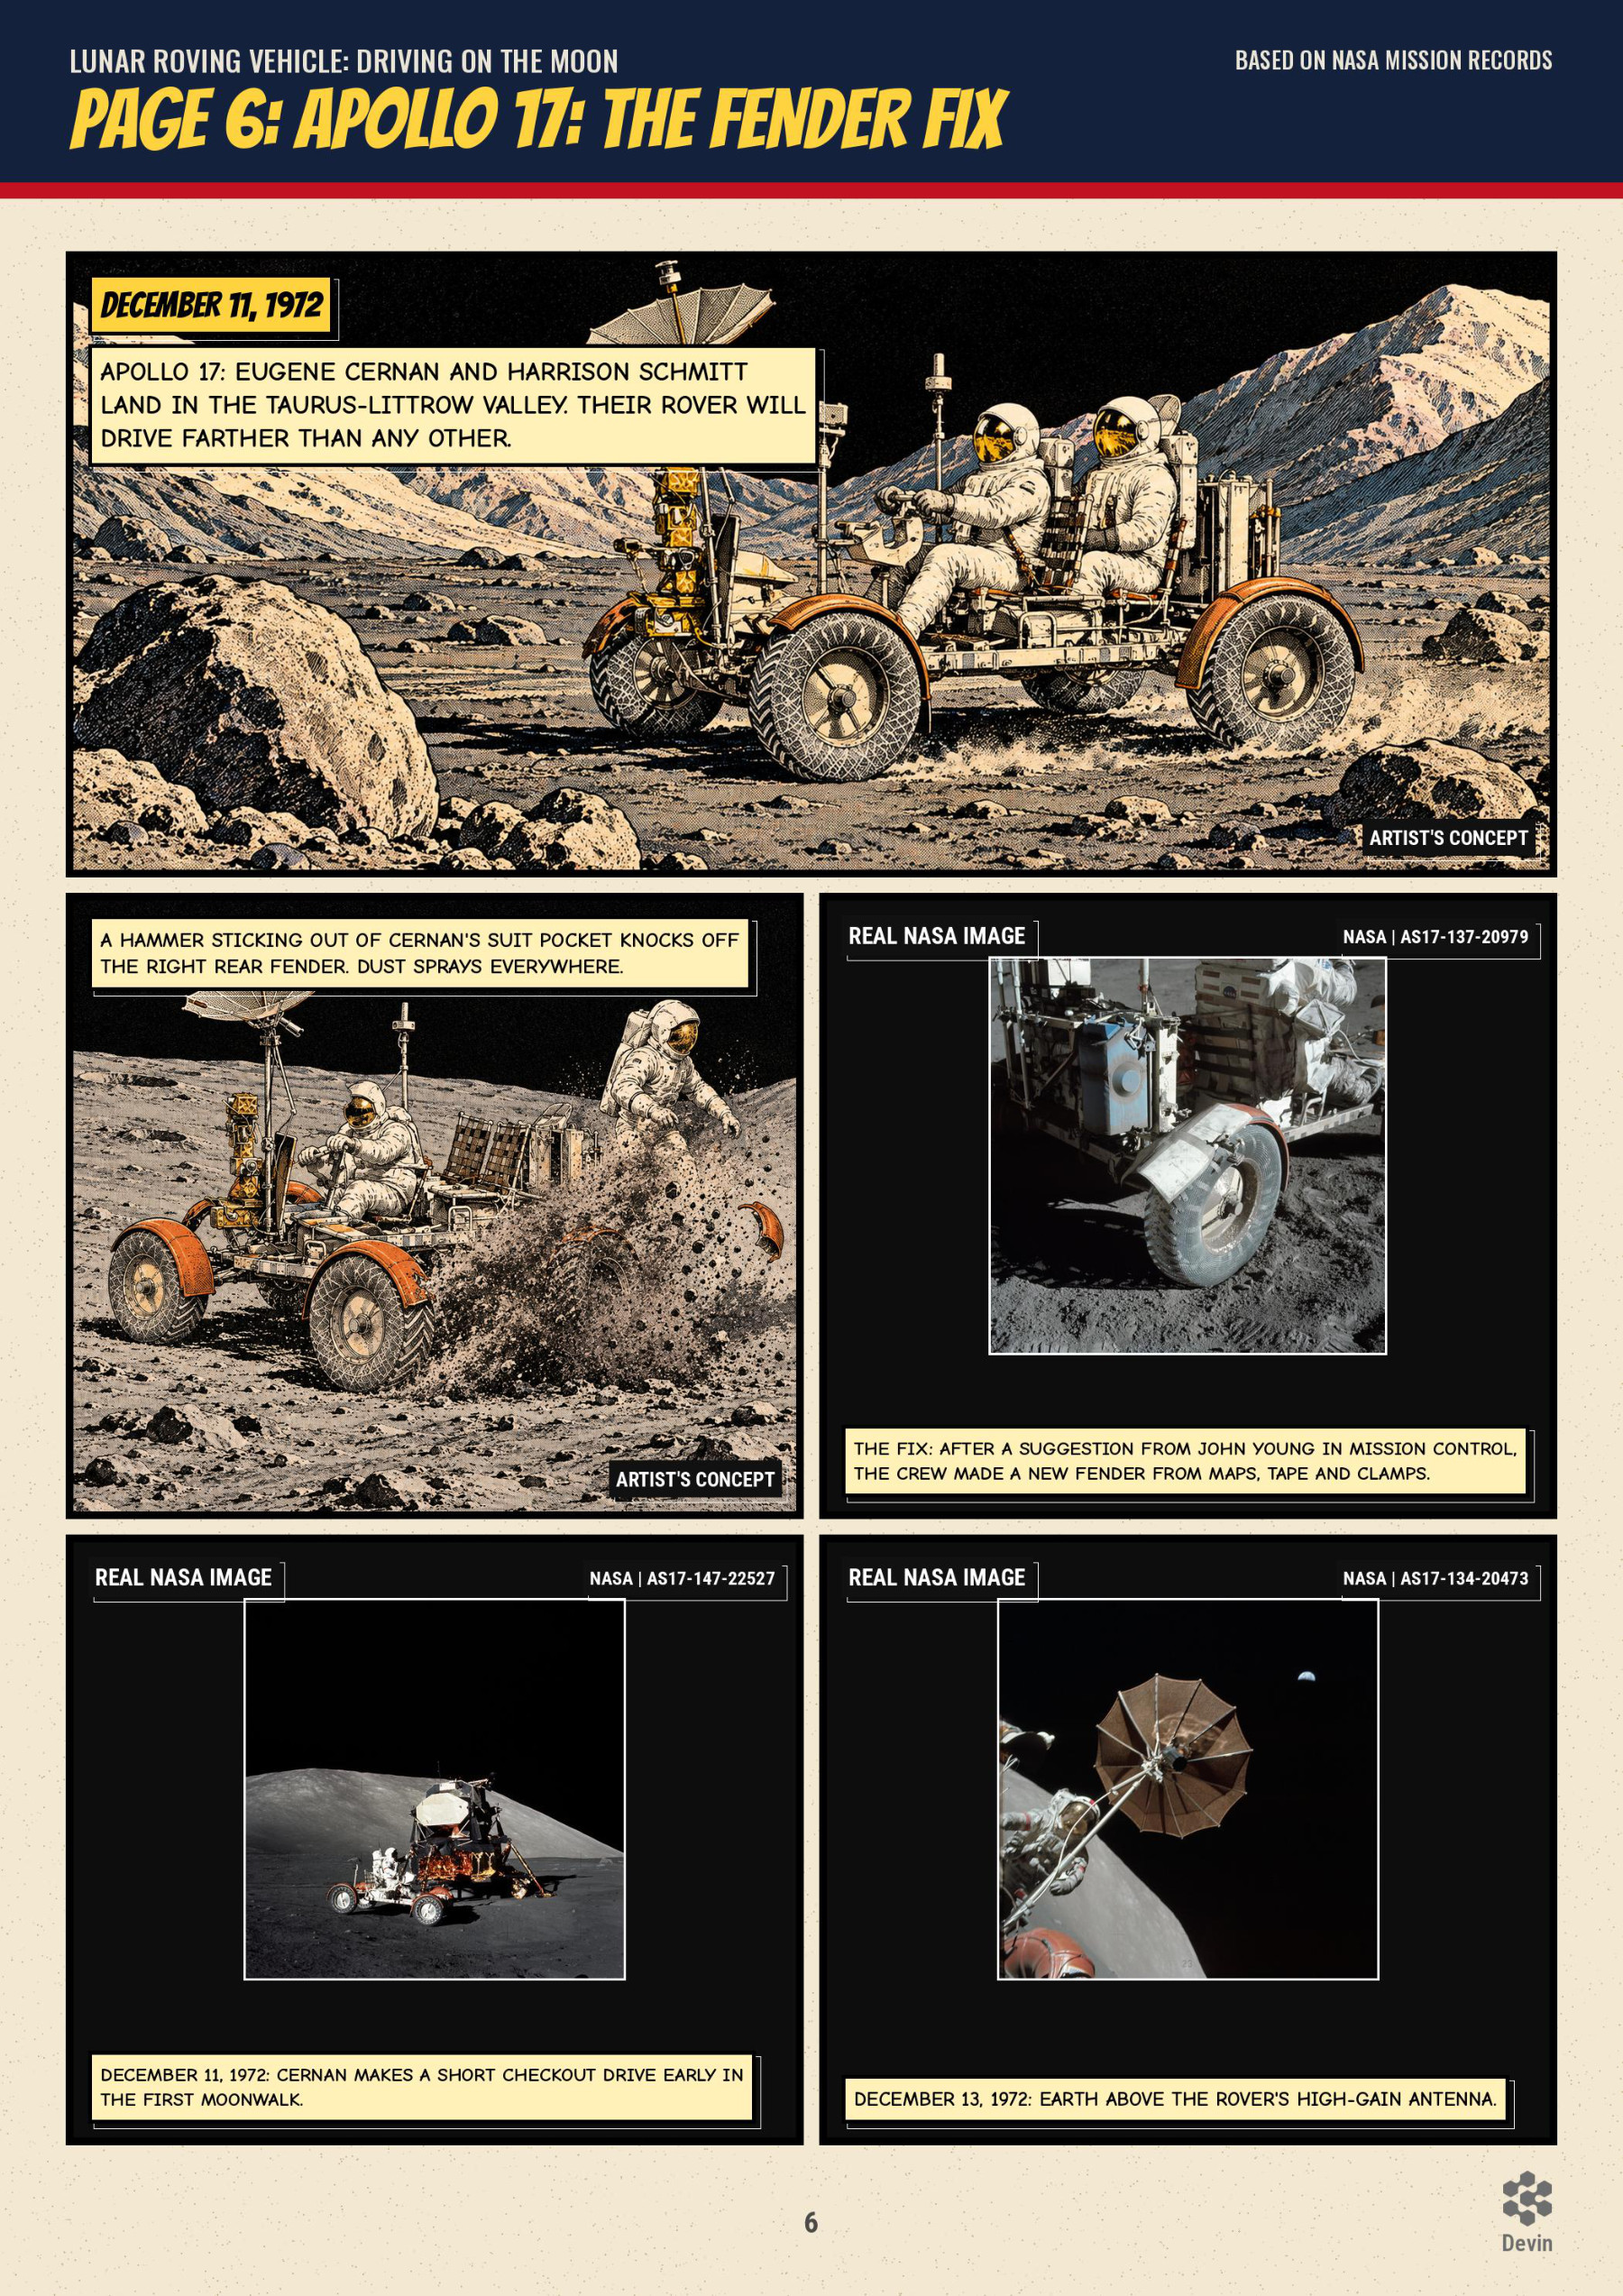 LUNAR ROVING VEHICLE: DRIVING ON THE MOON
BASED ON NASA MISSION RECORDS
PAGE 6: APOLLO 17: THE FENDER FIX
DECEMBER 11, 1972
APOLLO 17: EUGENE CERNAN AND HARRISON SCHMITT
LAND IN THE TAURUS-LITTROW VALLEY. THEIR ROVER WILL
DRIVE FARTHER THAN ANY OTHER.
ARTIST'S CONCEPT
A HAMMER STICKING OUT OF CERNAN'S SUIT POCKET KNOCKS OFF
THE RIGHT REAR FENDER. DUST SPRAYS EVERYWHERE.
ARTIST'S CONCEPT
REAL NASA IMAGE
NASA | AS17-137-20979
THE FIX: AFTER A SUGGESTION FROM JOHN YOUNG IN MISSION CONTROL,
THE CREW MADE A NEW FENDER FROM MAPS, TAPE AND CLAMPS.
REAL NASA IMAGE
NASA | AS17-147-22527
DECEMBER 11, 1972: CERNAN MAKES A SHORT CHECKOUT DRIVE EARLY IN
THE FIRST MOONWALK.
REAL NASA IMAGE
NASA | AS17-134-20473
DECEMBER 13, 1972: EARTH ABOVE THE ROVER'S HIGH-GAIN ANTENNA.
6
Devin